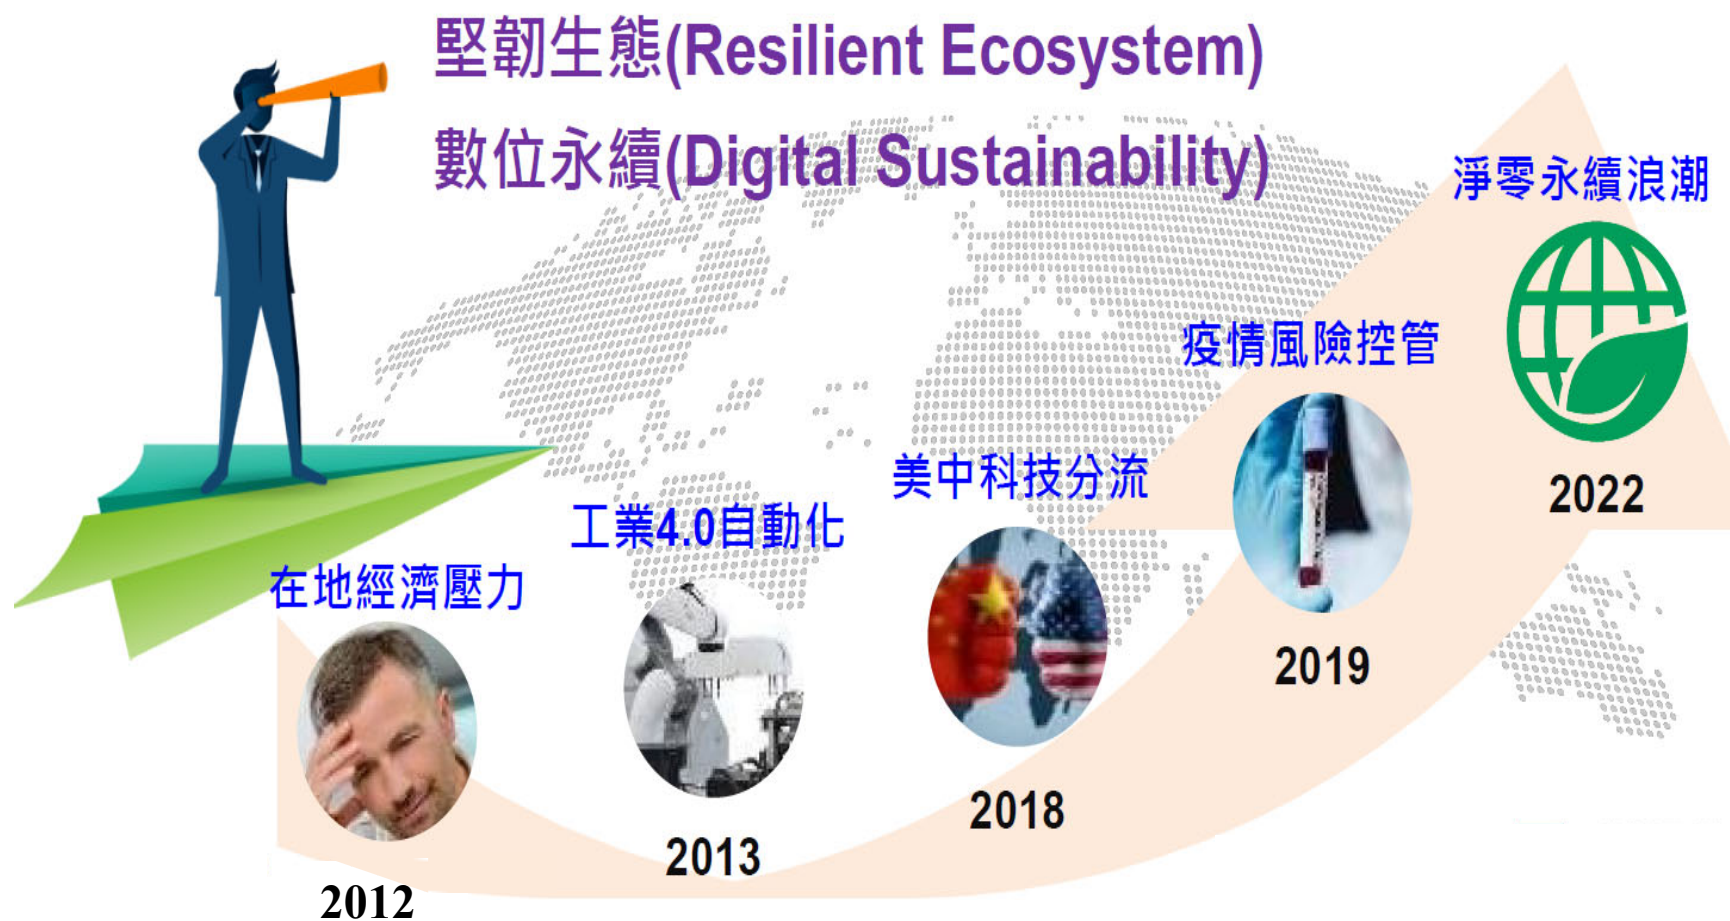 堅韌生態(Resilient Ecosystem)
數位永續(Digital Sustainability)
淨零永續浪潮
2022
疫情風險控管
2019
美中科技分流
2018
工業4.0自動化
2013
在地經濟壓力
2012